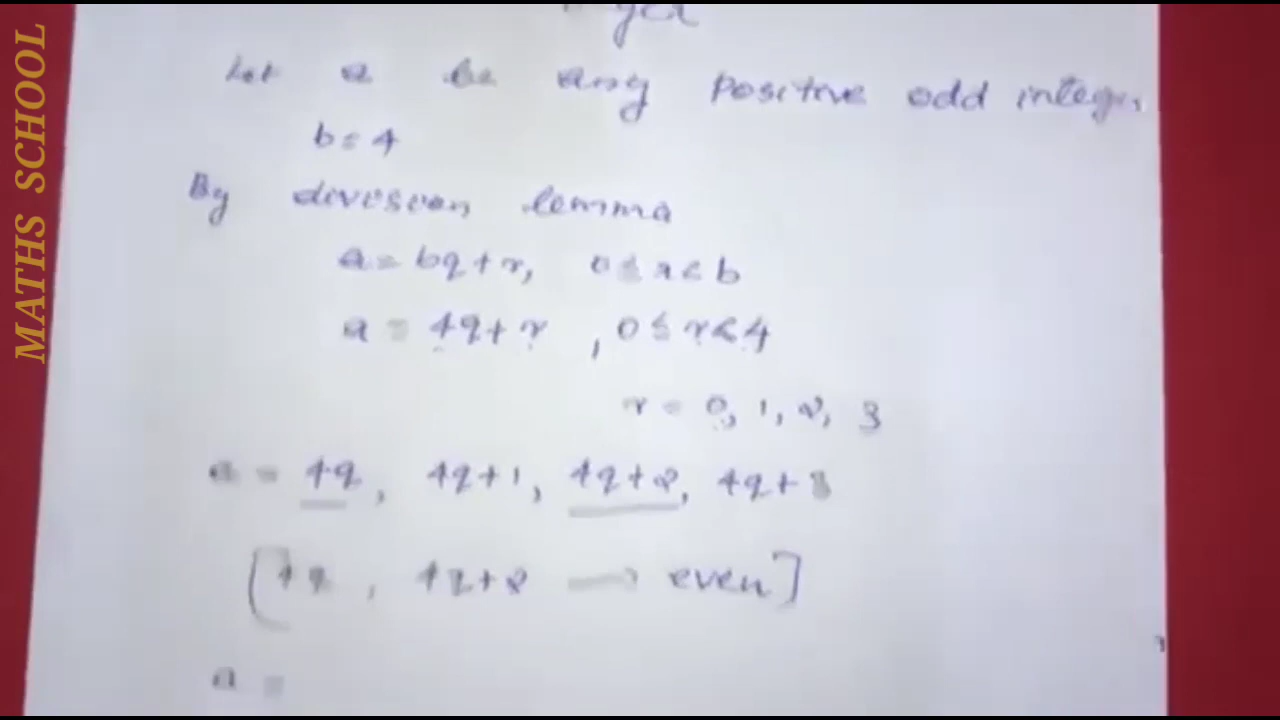 MATHS SCHOOL
Let a be any positive odd integer
b = 4
By division lemma
a = bq + r, 0 ≤ r < b
a = 4q + r , 0 ≤ r < 4
r = 0, 1, 2, 3
a = 4q, 4q+1, 4q+2, 4q+3
[4q, 4q+2 → even]
a =